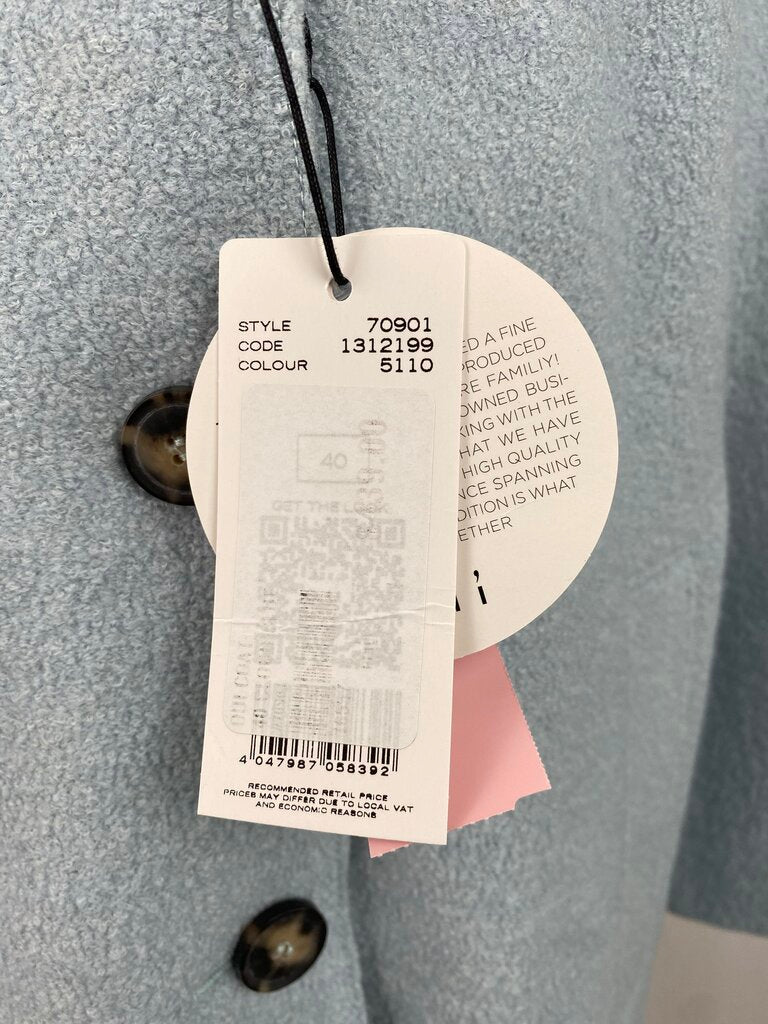 STYLE 70901
CODE 1312199
COLOUR 5110
40
GET THE LOOK
4 047987 058392
RECOMMENDED RETAIL PRICE
PRICES MAY DIFFER DUE TO LOCAL VAT
AND ECONOMIC REASONS
ED A FINE
PRODUCED
RE FAMILIY!
OWNED BUSI-
KING WITH THE
HAT WE HAVE
HIGH QUALITY
NCE SPANNING
DITION IS WHAT
ETHER